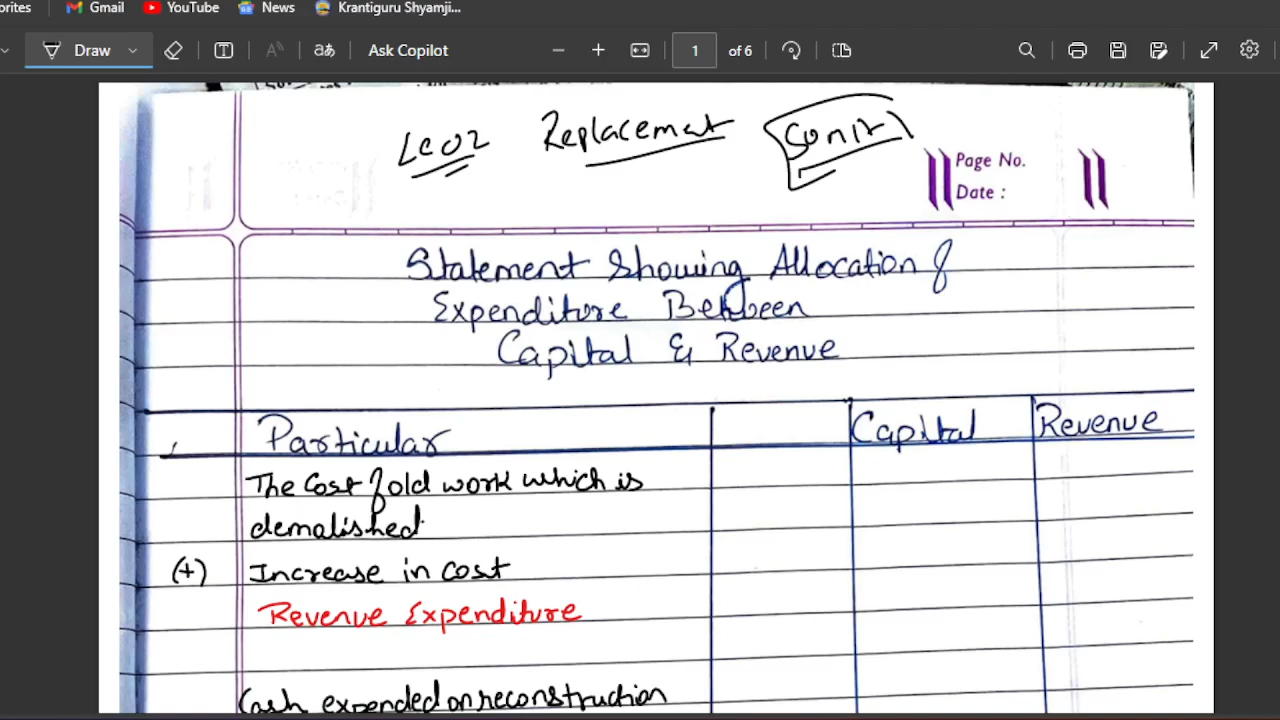 orites
Gmail
YouTube
News
Krantiguru Shyamji...
Draw
Ask Copilot
1 of 6
Lec 02 Replacement
Page No.
Date :
Statement Showing Allocation of
Expenditure Between
Capital & Revenue
Particular Capital Revenue
The Cost of old work which is
demalished
(+) Increase in cost
Revenue Expenditure
Cash expended on reconstruction